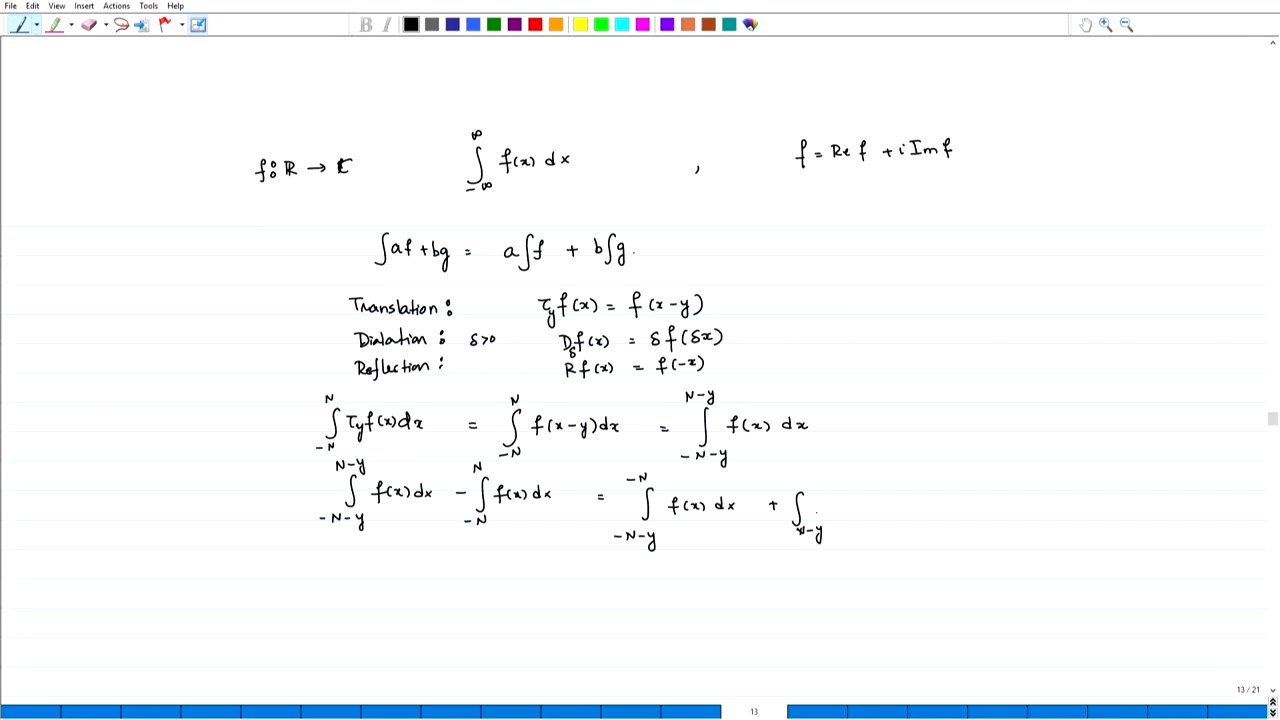 File Edit View Insert Actions Tools Help
B I
f: R → C ∫_{-∞}^{∞} f(x) dx , f = Re f + i Im f
∫af + bg = a∫f + b∫g.
Translation: τ_y f(x) = f(x-y)
Dialation: δ>0 D_δ f(x) = δ f(δx)
Reflection: R f(x) = f(-x)
∫_{-N}^{N} τ_y f(x)dx = ∫_{-N}^{N} f(x-y)dx = ∫_{-N-y}^{N-y} f(x) dx
∫_{-N-y}^{N-y} f(x)dx - ∫_{-N}^{N} f(x)dx = ∫_{-N-y}^{-N} f(x) dx + ∫_{N-y}
13 / 21
13